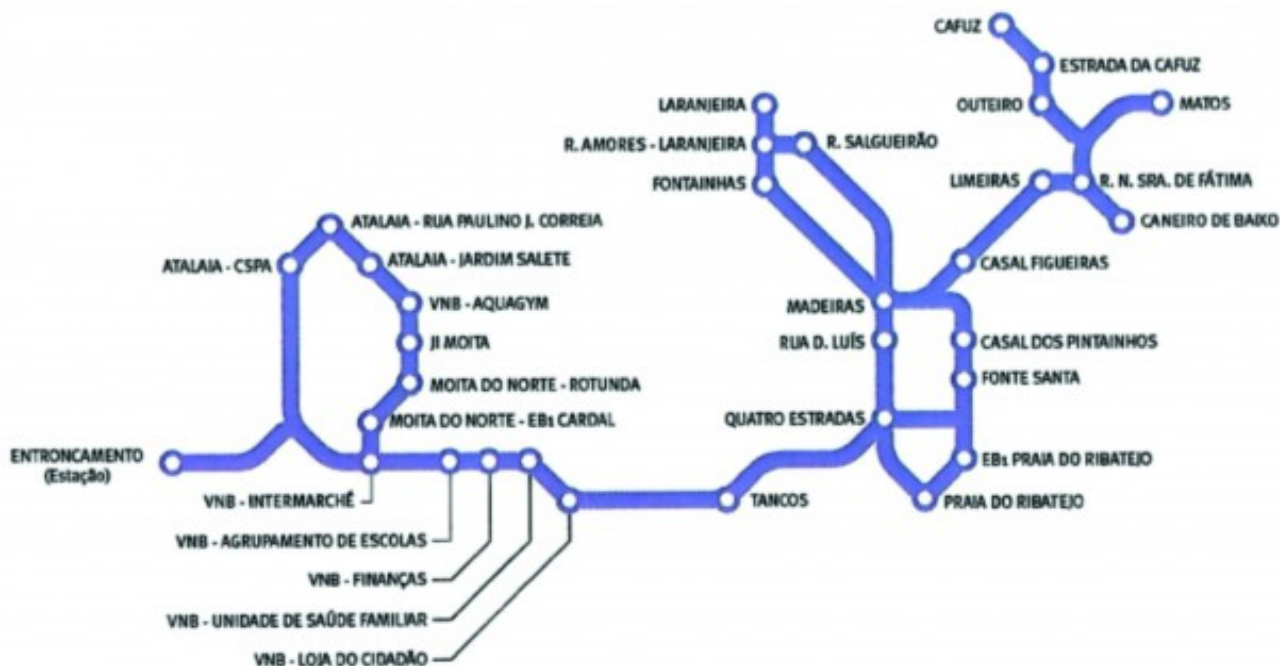 CAFUZ
ESTRADA DA CAFUZ
LARANJEIRA
OUTEIRO
MATOS
R. AMORES - LARANJEIRA
R. SALGUEIRÃO
FONTAINHAS
LIMEIRAS
R. N. SRA. DE FÁTIMA
ATALAIA - RUA PAULINO J. CORREIA
CANEIRO DE BAIXO
ATALAIA - CSPA
ATALAIA - JARDIM SALETE
CASAL FIGUEIRAS
VNB - AQUAGYM
MADEIRAS
JI MOITA
RUA D. LUÍS
CASAL DOS PINTAINHOS
MOITA DO NORTE - ROTUNDA
FONTE SANTA
MOITA DO NORTE - EB1 CARDAL
QUATRO ESTRADAS
ENTRONCAMENTO
(Estação)
EB1 PRAIA DO RIBATEJO
VNB - INTERMARCHÉ
TANCOS
PRAIA DO RIBATEJO
VNB - AGRUPAMENTO DE ESCOLAS
VNB - FINANÇAS
VNB - UNIDADE DE SAÚDE FAMILIAR
VNB - LOJA DO CIDADÃO